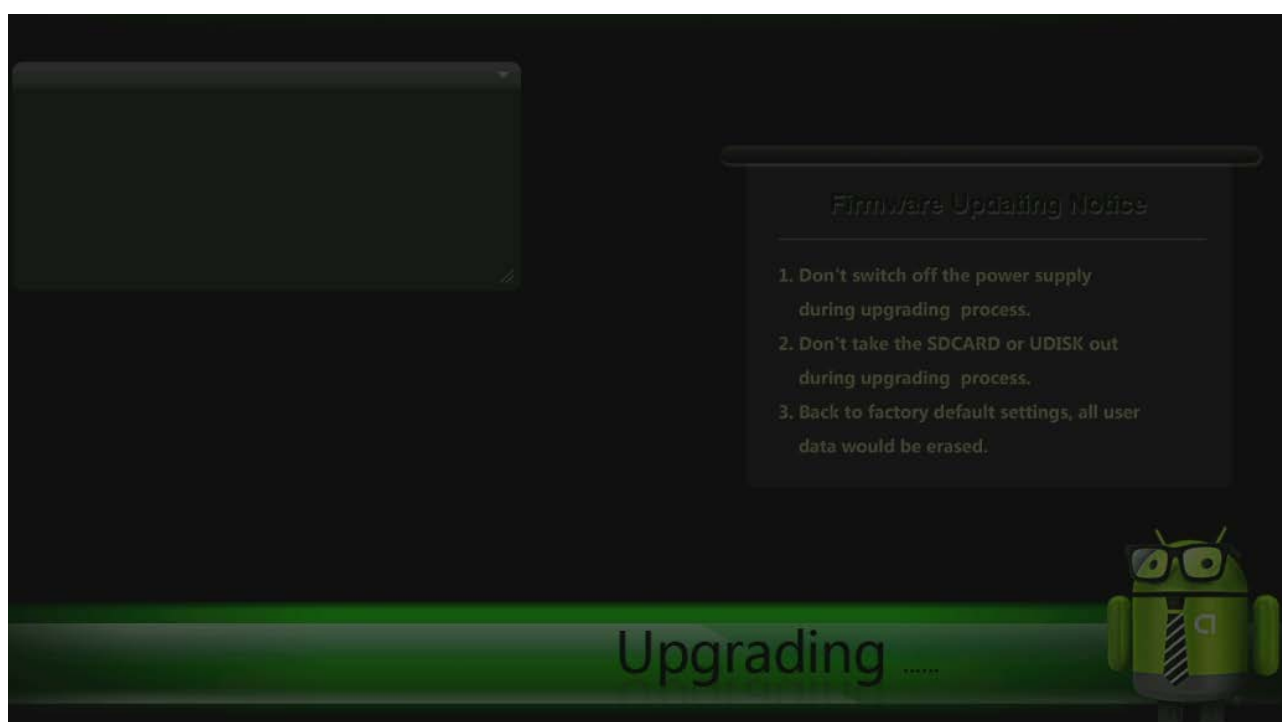 Firmware Updating Notice
1. Don't switch off the power supply
during upgrading process.
2. Don't take the SDCARD or UDISK out
during upgrading process.
3. Back to factory default settings, all user
data would be erased.
Upgrading ......
a